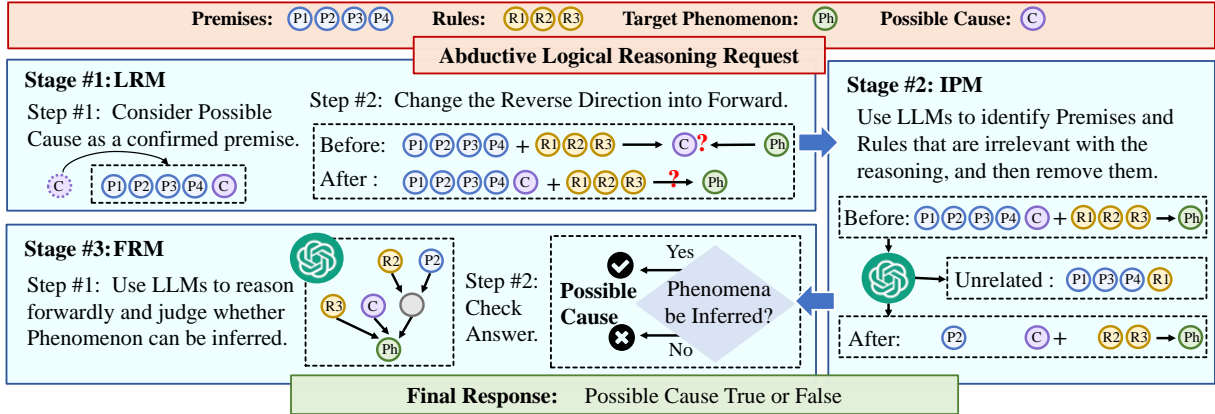 Premises: P1 P2 P3 P4 Rules: R1 R2 R3 Target Phenomenon: Ph Possible Cause: C
Abductive Logical Reasoning Request
Stage #1: LRM
Step #1: Consider Possible
Cause as a confirmed premise.
C P1 P2 P3 P4 C
Step #2: Change the Reverse Direction into Forward.
Before: P1 P2 P3 P4 + R1 R2 R3 C ? Ph
After : P1 P2 P3 P4 C + R1 R2 R3 ? Ph
Stage #2: IPM
Use LLMs to identify Premises and
Rules that are irrelevant with the
reasoning, and then remove them.
Before: P1 P2 P3 P4 C + R1 R2 R3 Ph
Unrelated : P1 P3 P4 R1
After: P2 C + R2 R3 Ph
Stage #3: FRM
Step #1: Use LLMs to reason
forwardly and judge whether
Phenomenon can be inferred.
R2 P2
R3 C
Ph
Step #2:
Check
Answer.
Yes
Possible
Cause
No
Phenomena
be Inferred?
Final Response: Possible Cause True or False